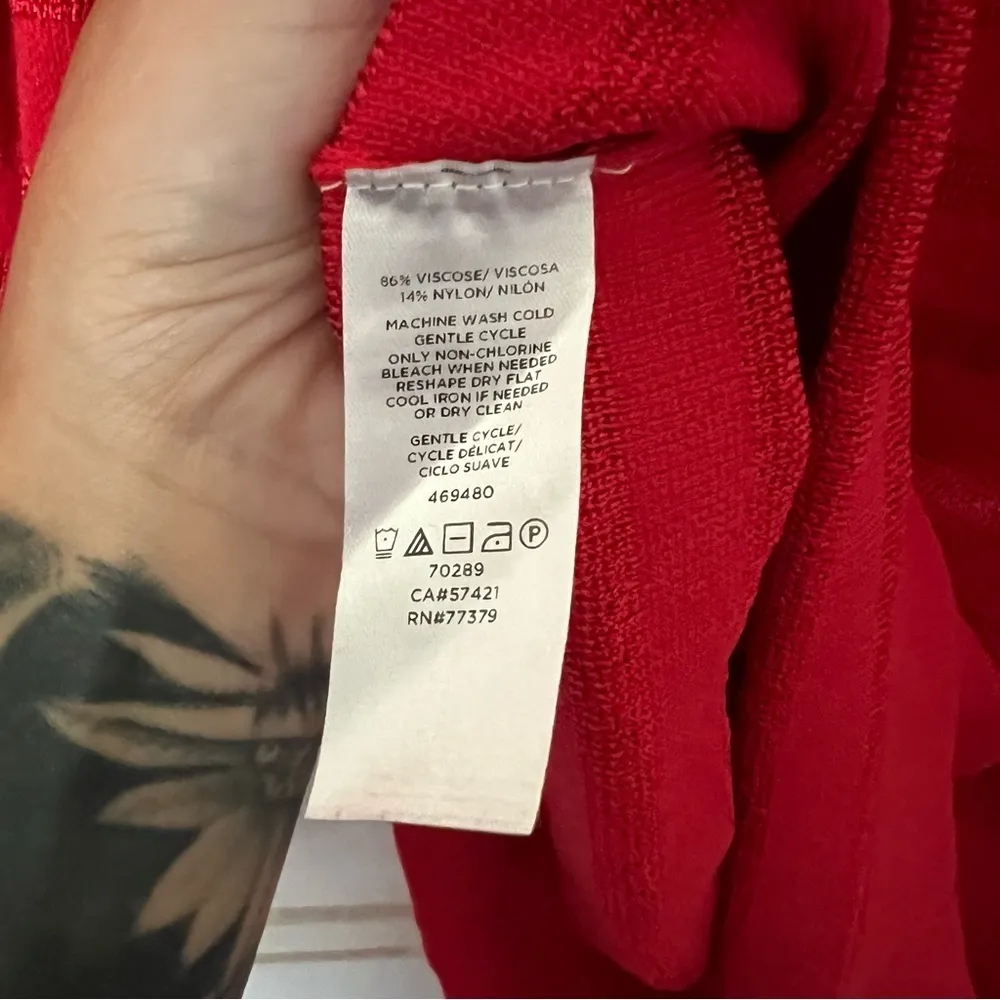 86% VISCOSE/ VISCOSA
14% NYLON/ NILÓN
MACHINE WASH COLD
GENTLE CYCLE
ONLY NON-CHLORINE
BLEACH WHEN NEEDED
RESHAPE DRY FLAT
COOL IRON IF NEEDED
OR DRY CLEAN
GENTLE CYCLE/
CYCLE DÉLICAT/
CICLO SUAVE
469480
P
70289
CA#57421
RN#77379